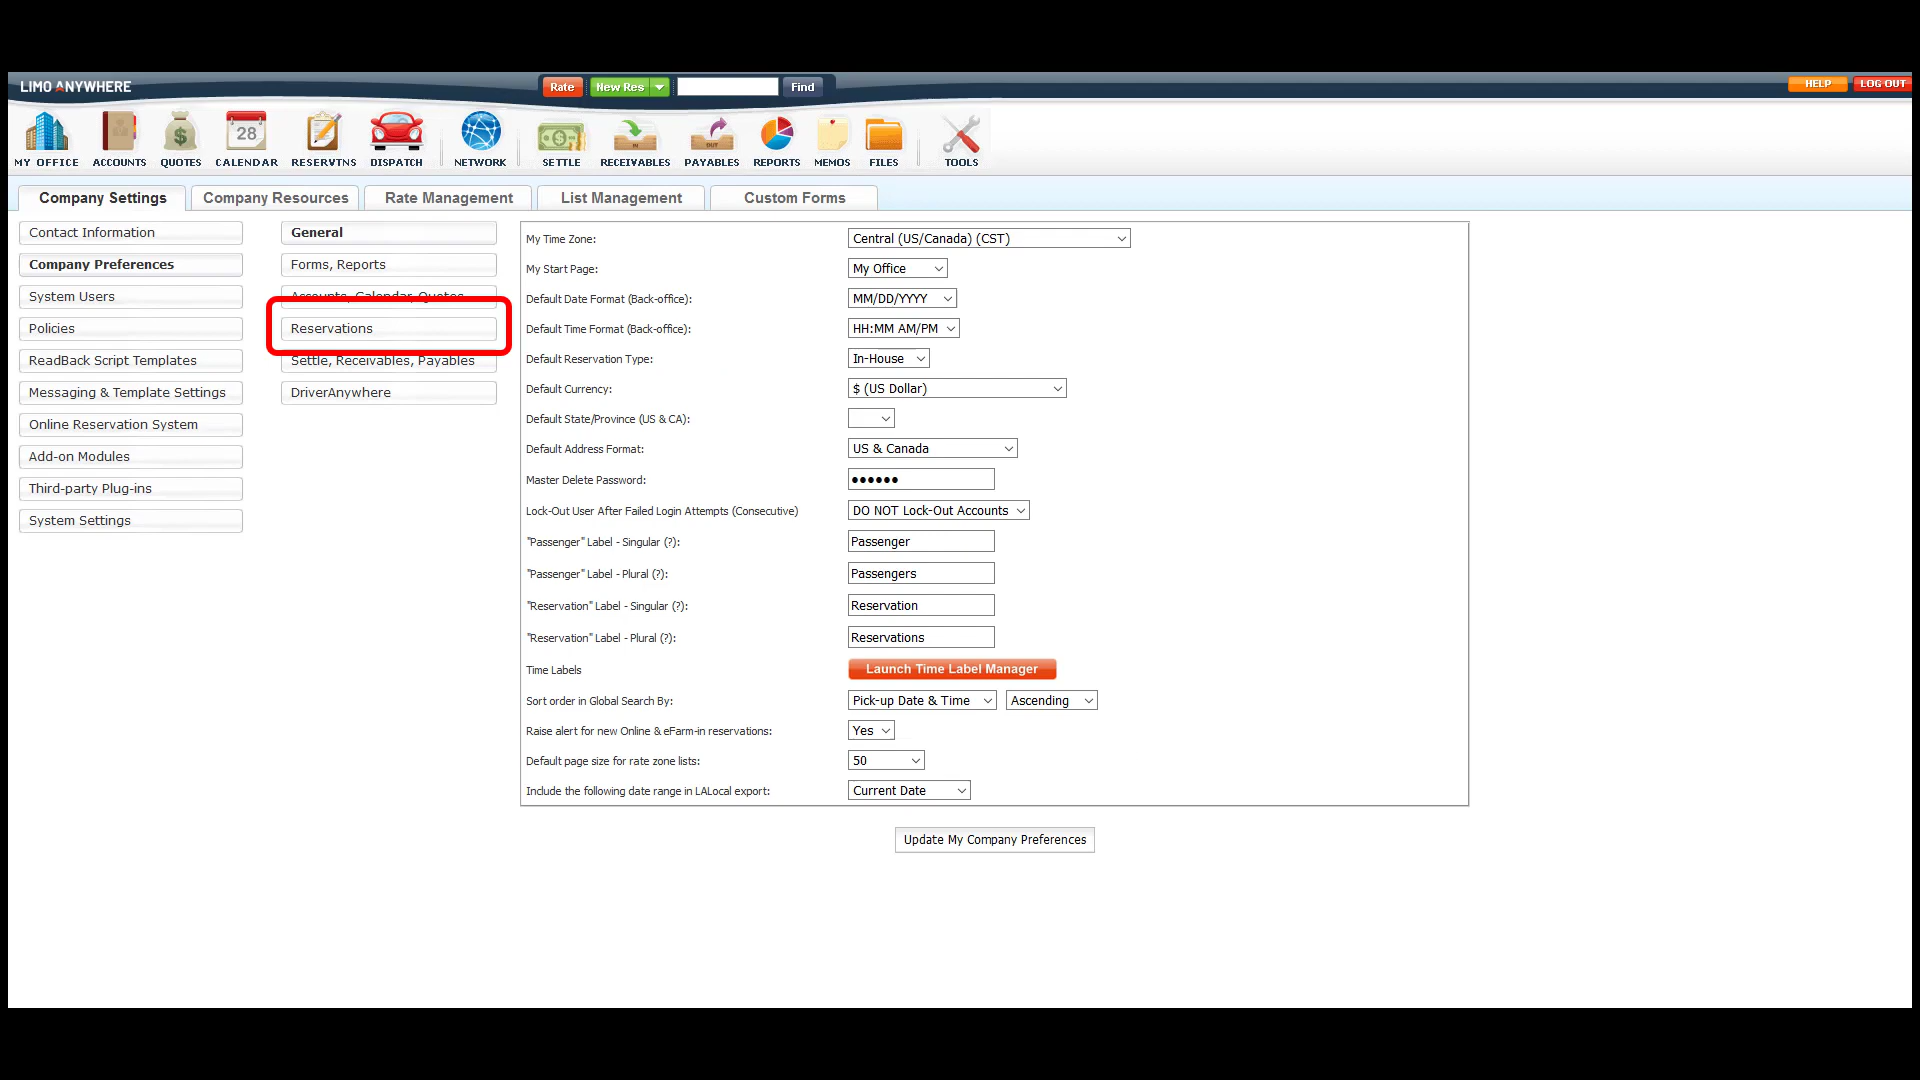 LIMO ANYWHERE
Rate
New Res
Find
HELP
LOG OUT
MY OFFICE
ACCOUNTS
QUOTES
28
CALENDAR
RESERVTNS
DISPATCH
NETWORK
SETTLE
IN
RECEIVABLES
OUT
PAYABLES
REPORTS
MEMOS
FILES
TOOLS
Company Settings
Company Resources
Rate Management
List Management
Custom Forms
Contact Information
Company Preferences
System Users
Policies
ReadBack Script Templates
Messaging & Template Settings
Online Reservation System
Add-on Modules
Third-party Plug-ins
System Settings
General
Forms, Reports
Accounts, Calendar, Quotes
Reservations
Settle, Receivables, Payables
DriverAnywhere
My Time Zone: Central (US/Canada) (CST)
My Start Page: My Office
Default Date Format (Back-office): MM/DD/YYYY
Default Time Format (Back-office): HH:MM AM/PM
Default Reservation Type: In-House
Default Currency: $ (US Dollar)
Default State/Province (US & CA):
Default Address Format: US & Canada
Master Delete Password: ●●●●●●
Lock-Out User After Failed Login Attempts (Consecutive) DO NOT Lock-Out Accounts
"Passenger" Label - Singular (?): Passenger
"Passenger" Label - Plural (?): Passengers
"Reservation" Label - Singular (?): Reservation
"Reservation" Label - Plural (?): Reservations
Time Labels Launch Time Label Manager
Sort order in Global Search By: Pick-up Date & Time Ascending
Raise alert for new Online & eFarm-in reservations: Yes
Default page size for rate zone lists: 50
Include the following date range in LALocal export: Current Date
Update My Company Preferences